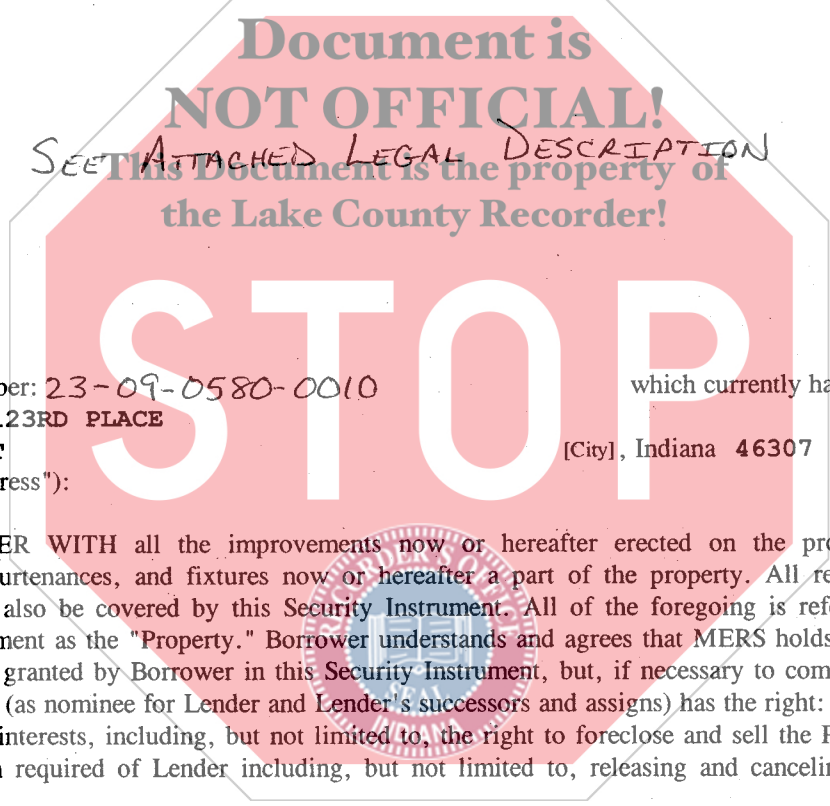 Document is
NOT OFFICIAL!
SEE ATTACHED LEGAL DESCRIPTION
This Document is the property of
the Lake County Recorder!
STOP
ber: 23-09-0580-0010 which currently ha
123RD PLACE
[City], Indiana 46307
ress"):
ER WITH all the improvements now or hereafter erected on the pro
urtenances, and fixtures now or hereafter a part of the property. All re
also be covered by this Security Instrument. All of the foregoing is refe
ment as the "Property." Borrower understands and agrees that MERS holds
granted by Borrower in this Security Instrument, but, if necessary to com
(as nominee for Lender and Lender's successors and assigns) has the right:
interests, including, but not limited to, the right to foreclose and sell the P
required of Lender including, but not limited to, releasing and cancelin
RECORDER'S OFFICE
SEAL
INDIANA